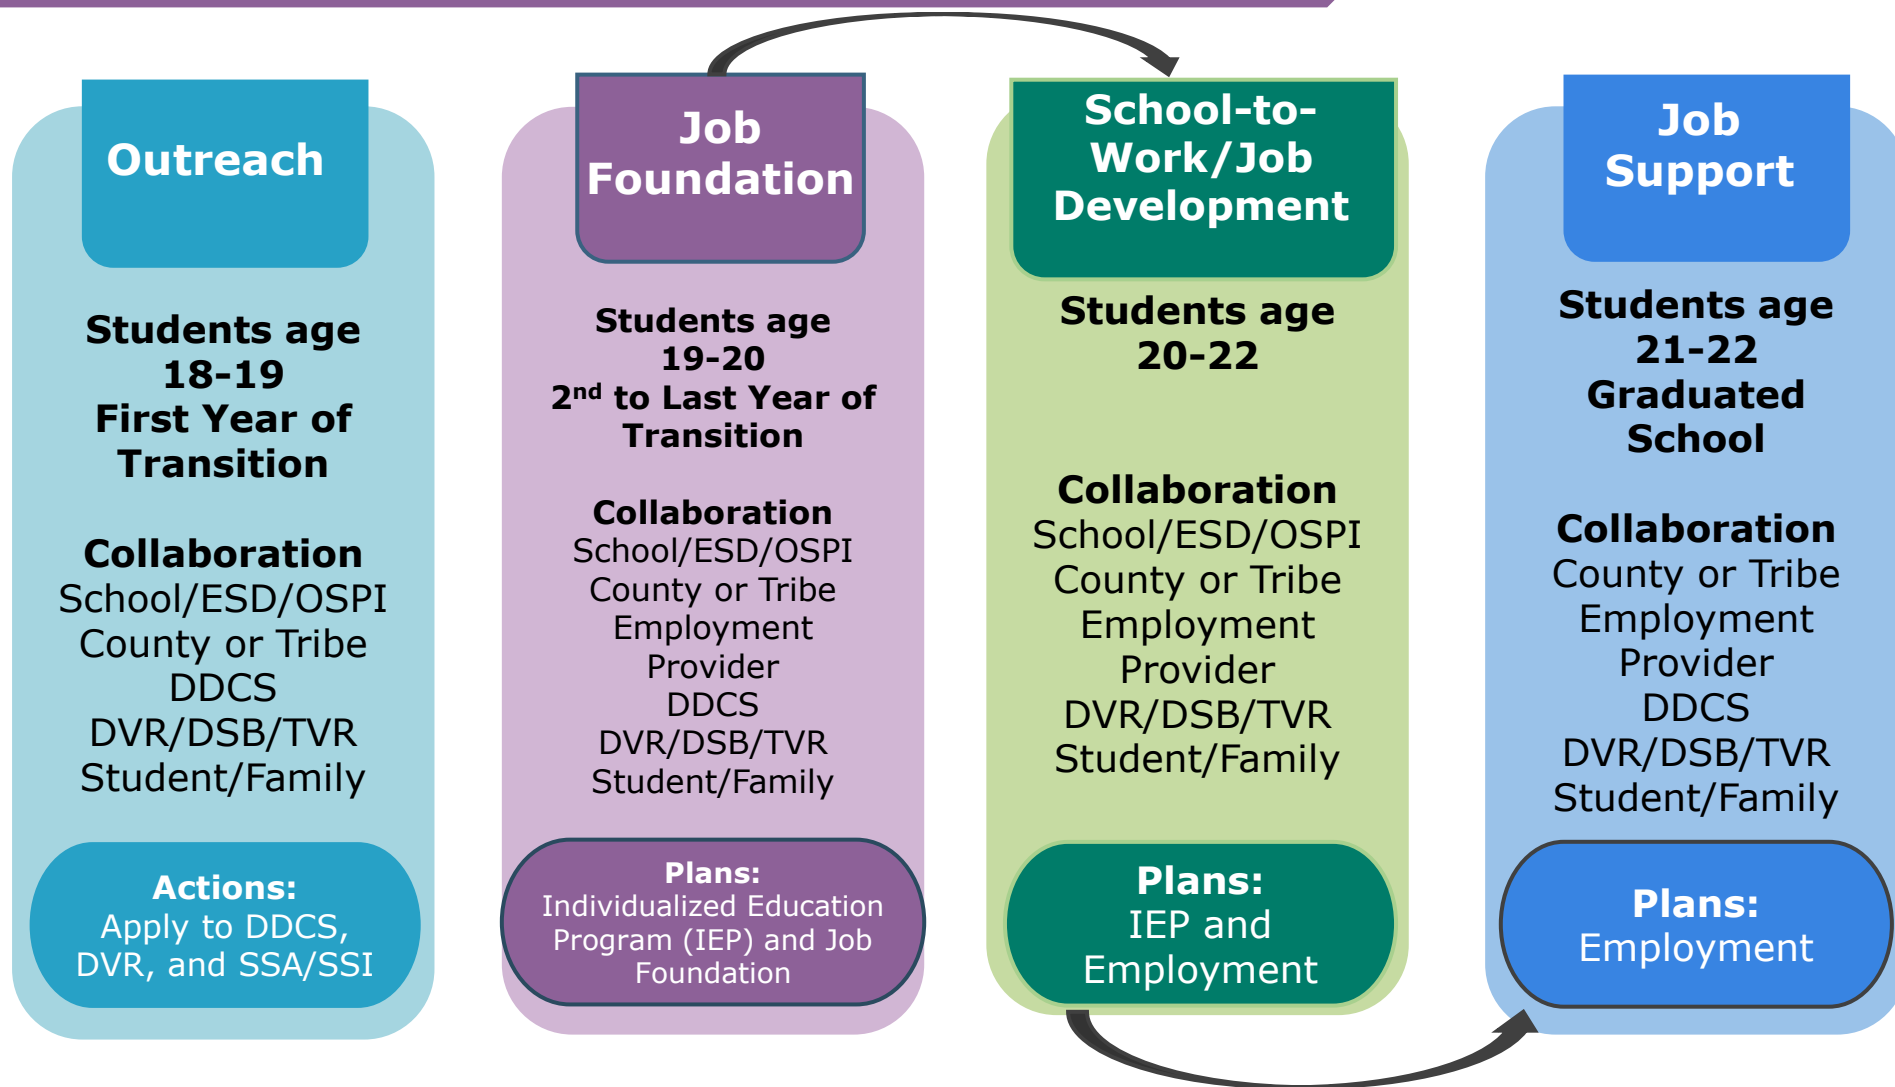 Outreach
Students age
18-19
First Year of
Transition
Collaboration
School/ESD/OSPI
County or Tribe
DDCS
DVR/DSB/TVR
Student/Family
Actions:
Apply to DDCS,
DVR, and SSA/SSI
Job
Foundation
Students age
19-20
2nd to Last Year of
Transition
Collaboration
School/ESD/OSPI
County or Tribe
Employment
Provider
DDCS
DVR/DSB/TVR
Student/Family
Plans:
Individualized Education
Program (IEP) and Job
Foundation
School-to-
Work/Job
Development
Students age
20-22
Collaboration
School/ESD/OSPI
County or Tribe
Employment
Provider
DVR/DSB/TVR
Student/Family
Plans:
IEP and
Employment
Job
Support
Students age
21-22
Graduated
School
Collaboration
County or Tribe
Employment
Provider
DDCS
DVR/DSB/TVR
Student/Family
Plans:
Employment